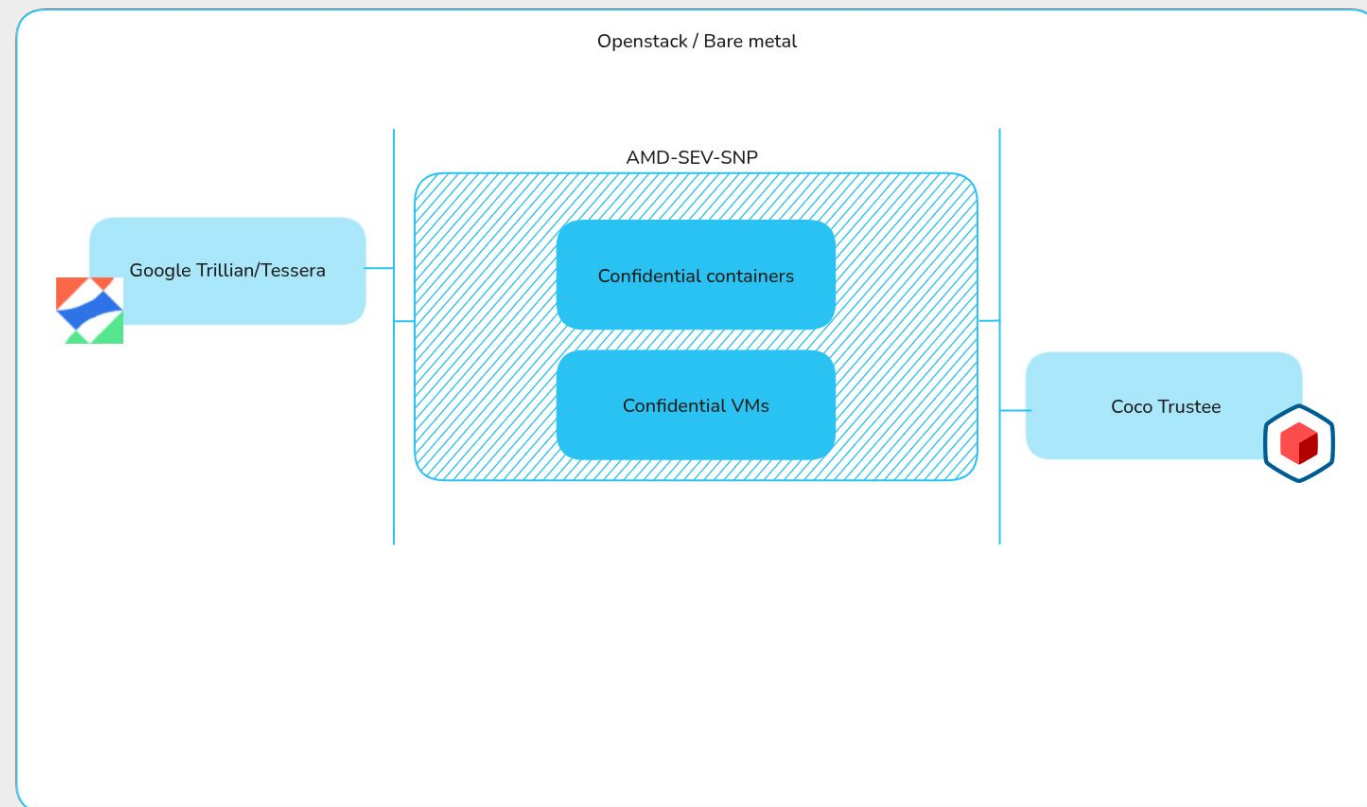 Openstack / Bare metal
AMD-SEV-SNP
Google Trillian/Tessera
Confidential containers
Confidential VMs
Coco Trustee